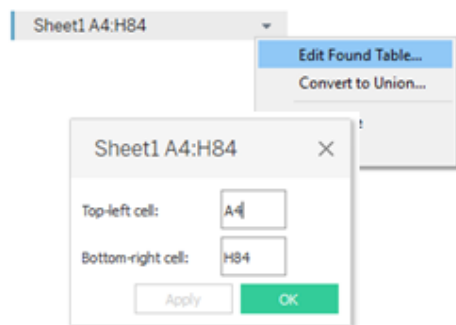 Sheet1 A4:H84
Edit Found Table...
Convert to Union...
Sheet1 A4:H84
Top-left cell: A4
Bottom-right cell: H84
Apply OK